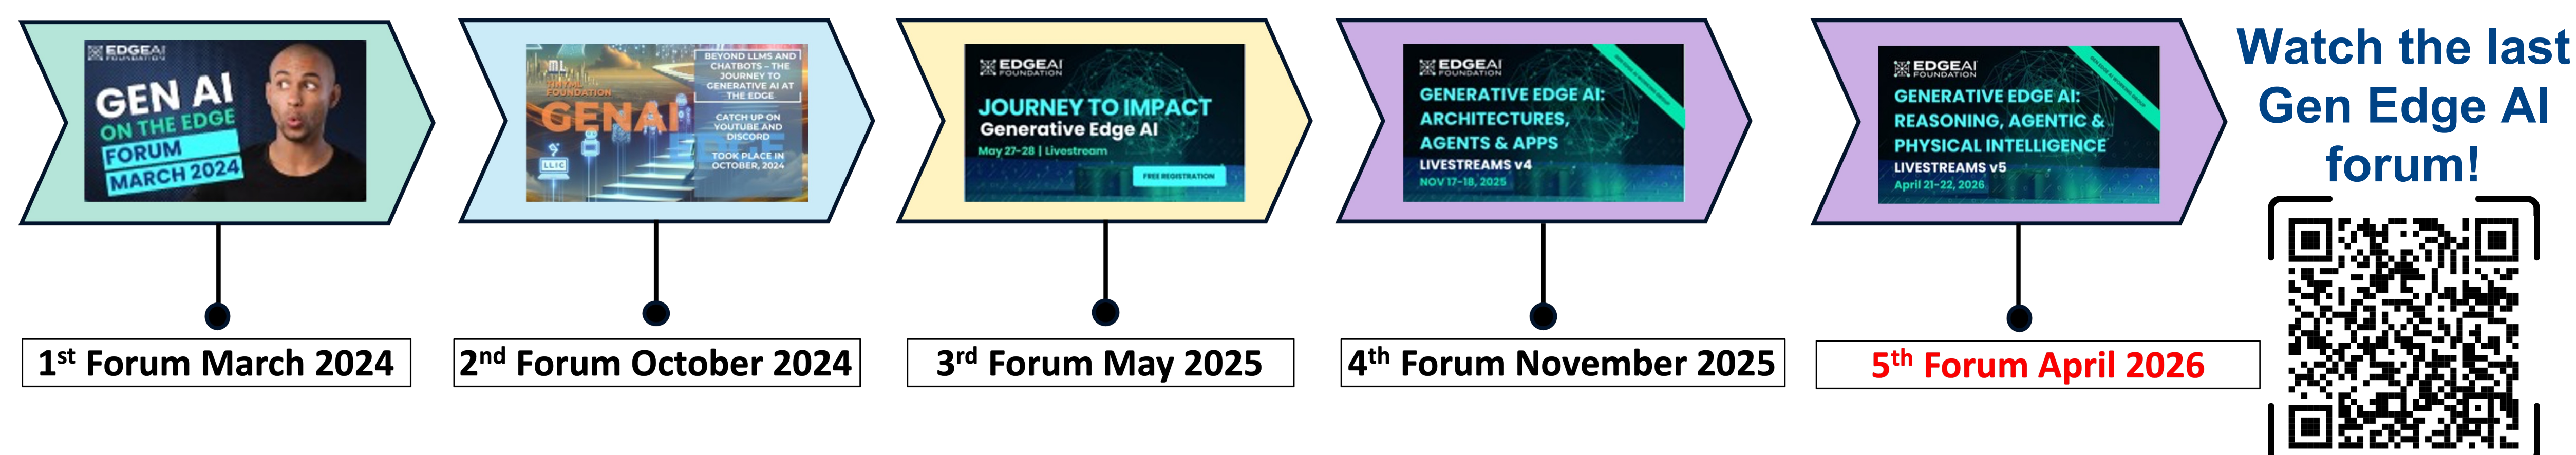 EDGEAI
FOUNDATION
GEN AI
ON THE EDGE
FORUM
MARCH 2024
1st Forum March 2024
ML
FOUNDATION
GENAI
EDGE
LLIC
BEYOND LLMS AND
CHATBOTS – THE
JOURNEY TO
GENERATIVE AI AT
THE EDGE
CATCH UP ON
YOUTUBE AND
DISCORD
TOOK PLACE IN
OCTOBER, 2024
2nd Forum October 2024
EDGEAI
FOUNDATION
JOURNEY TO IMPACT
Generative Edge AI
May 27-28 | Livestream
FREE REGISTRATION
3rd Forum May 2025
EDGEAI
FOUNDATION
GENERATIVE EDGE AI:
ARCHITECTURES,
AGENTS & APPS
LIVESTREAMS v4
NOV 17-18, 2025
4th Forum November 2025
EDGEAI
FOUNDATION
GENERATIVE EDGE AI:
REASONING, AGENTIC &
PHYSICAL INTELLIGENCE
LIVESTREAMS v5
April 21-22, 2026
5th Forum April 2026
Watch the last
Gen Edge AI
forum!